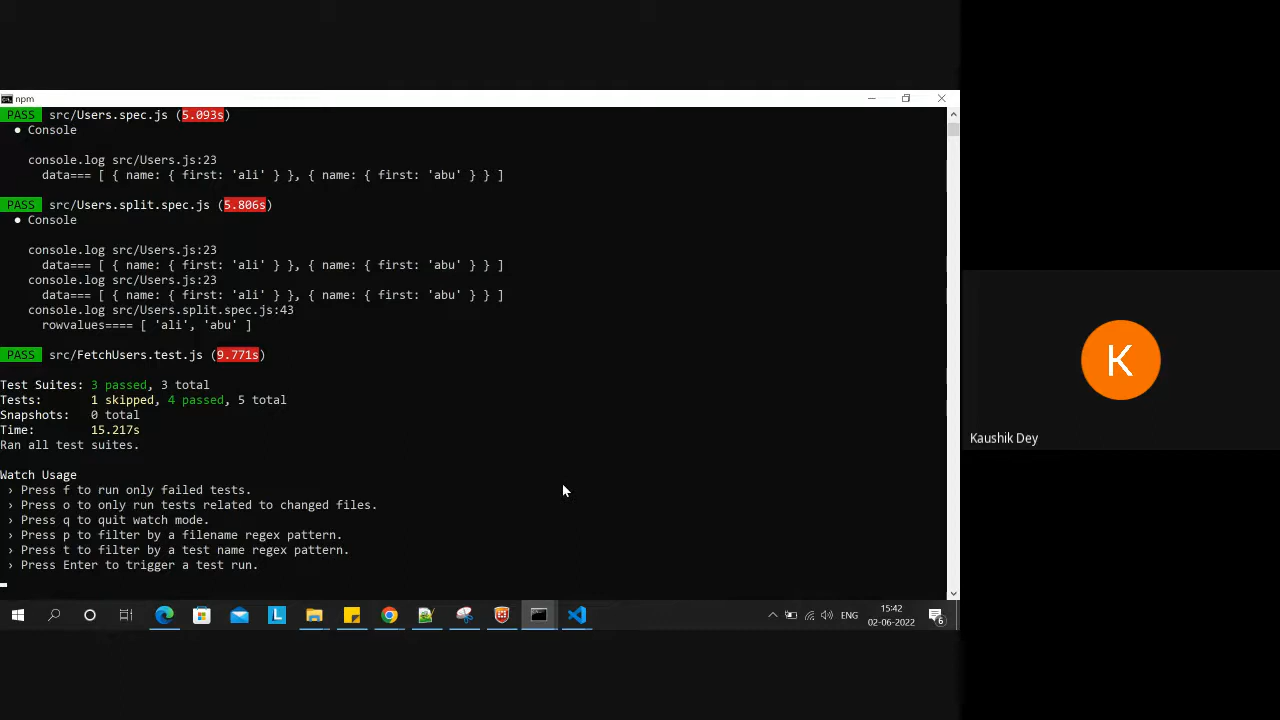 npm
PASS src/Users.spec.js (5.093s)
● Console
console.log src/Users.js:23
data=== [ { name: { first: 'ali' } }, { name: { first: 'abu' } } ]
PASS src/Users.split.spec.js (5.806s)
● Console
console.log src/Users.js:23
data=== [ { name: { first: 'ali' } }, { name: { first: 'abu' } } ]
console.log src/Users.js:23
data=== [ { name: { first: 'ali' } }, { name: { first: 'abu' } } ]
console.log src/Users.split.spec.js:43
rowvalues==== [ 'ali', 'abu' ]
PASS src/FetchUsers.test.js (9.771s)
Test Suites: 3 passed, 3 total
Tests: 1 skipped, 4 passed, 5 total
Snapshots: 0 total
Time: 15.217s
Ran all test suites.
Watch Usage
› Press f to run only failed tests.
› Press o to only run tests related to changed files.
› Press q to quit watch mode.
› Press p to filter by a filename regex pattern.
› Press t to filter by a test name regex pattern.
› Press Enter to trigger a test run.
K
Kaushik Dey
L
ENG
15:42
02-06-2022
6